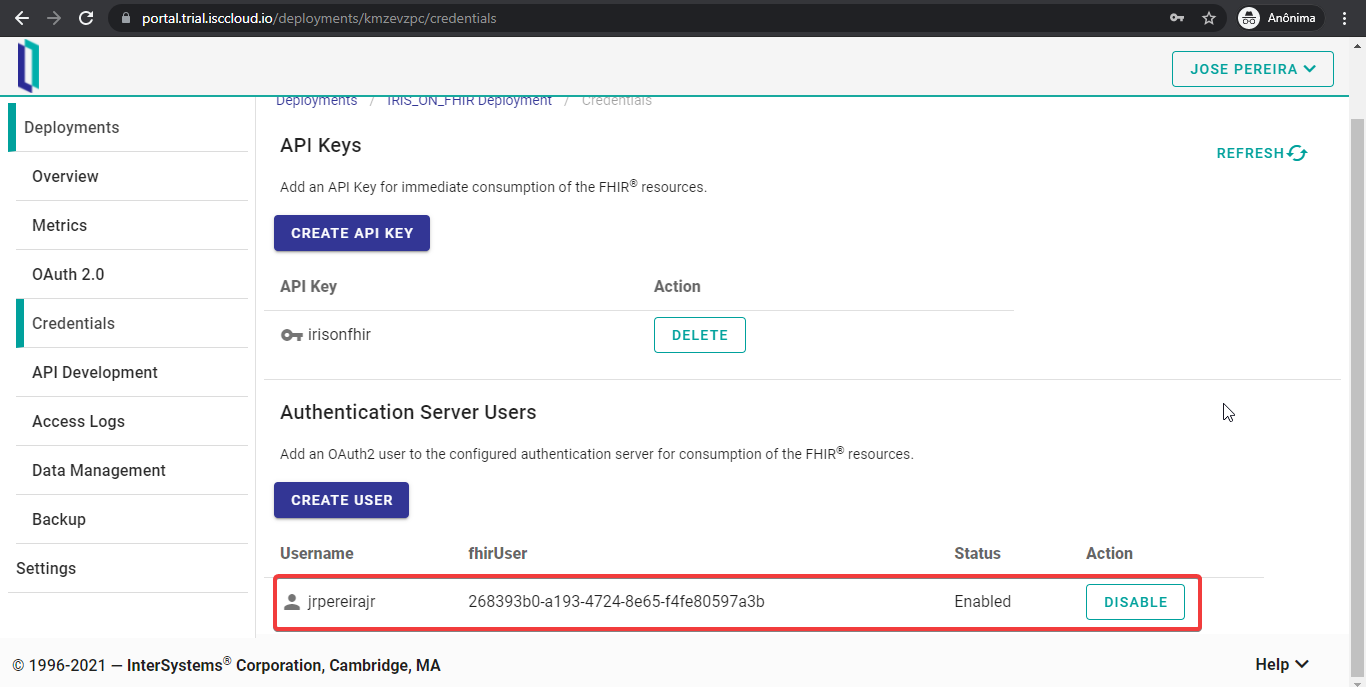 portal.trial.isccloud.io/deployments/kmzevzpc/credentials
Anônima
JOSE PEREIRA
Deployments / IRIS_ON_FHIR Deployment / Credentials
Deployments
Overview
Metrics
OAuth 2.0
Credentials
API Development
Access Logs
Data Management
Backup
Settings
API Keys
REFRESH
Add an API Key for immediate consumption of the FHIR® resources.
CREATE API KEY
API Key Action
irisonfhir DELETE
Authentication Server Users
Add an OAuth2 user to the configured authentication server for consumption of the FHIR® resources.
CREATE USER
Username fhirUser Status Action
jrpereirajr 268393b0-a193-4724-8e65-f4fe80597a3b Enabled DISABLE
© 1996-2021 — InterSystems® Corporation, Cambridge, MA
Help